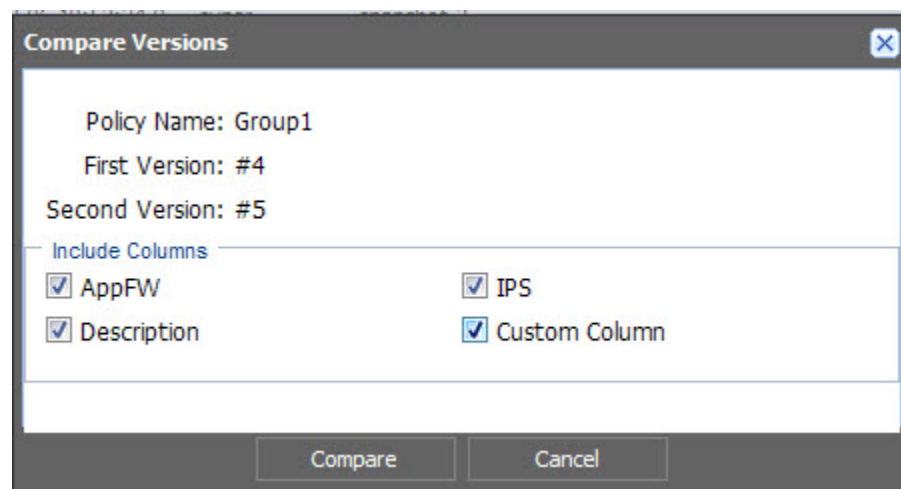 Compare Versions
Policy Name: Group1
First Version: #4
Second Version: #5
Include Columns
AppFW
IPS
Description
Custom Column
Compare
Cancel